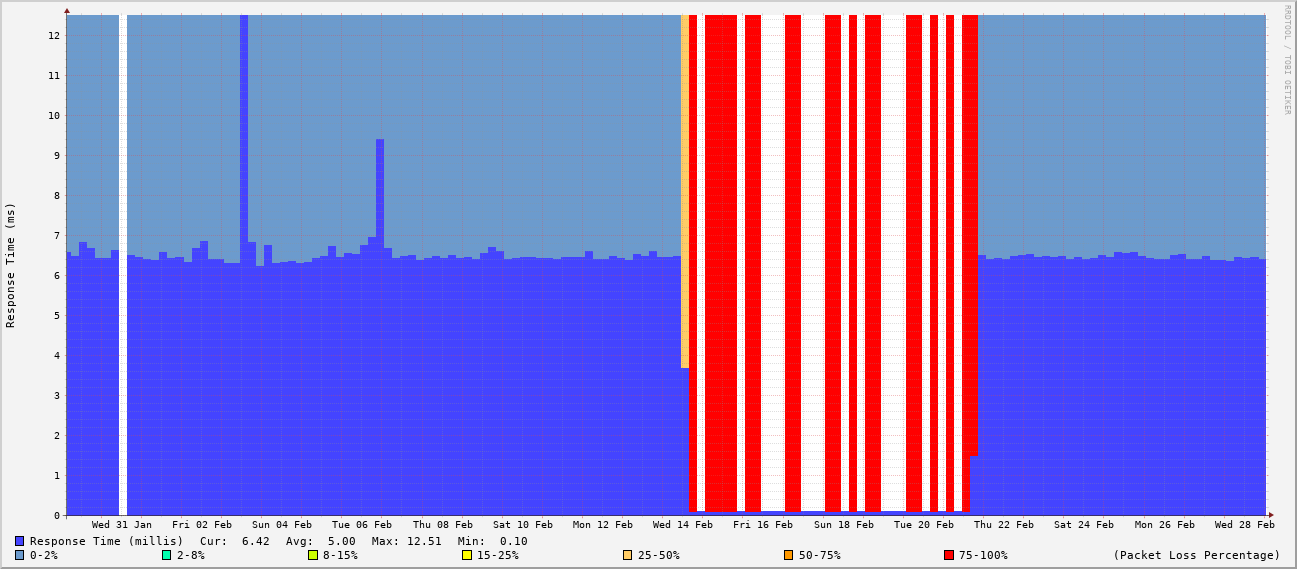 RRDTOOL / TOBI OETIKER
Response Time (ms)
12
11
10
9
8
7
6
5
4
3
2
1
0
Wed 31 Jan Fri 02 Feb Sun 04 Feb Tue 06 Feb Thu 08 Feb Sat 10 Feb Mon 12 Feb Wed 14 Feb Fri 16 Feb Sun 18 Feb Tue 20 Feb Thu 22 Feb Sat 24 Feb Mon 26 Feb Wed 28 Feb
Response Time (millis) Cur: 6.42 Avg: 5.00 Max: 12.51 Min: 0.10
0-2% 2-8% 8-15% 15-25% 25-50% 50-75% 75-100% (Packet Loss Percentage)